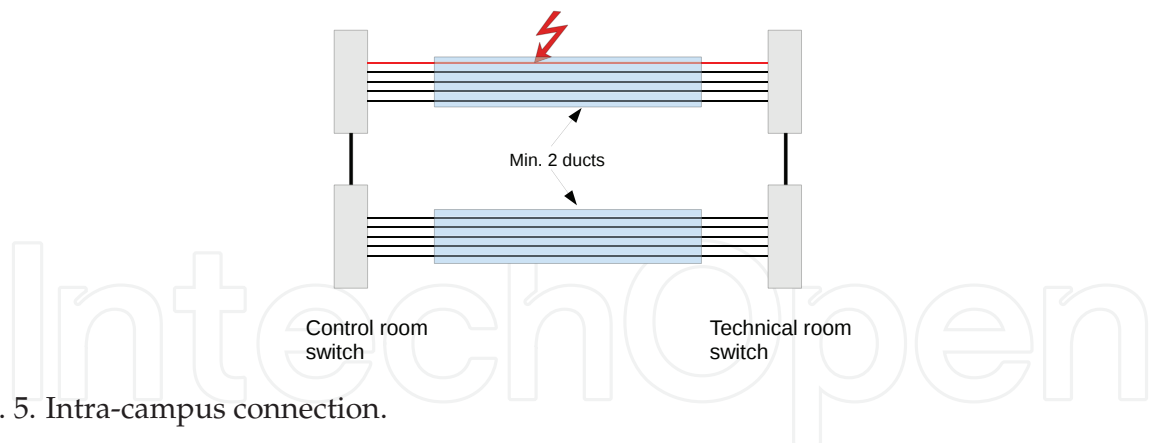 Min. 2 ducts
Control room
switch
Technical room
switch
IntechOpen
. 5. Intra-campus connection.